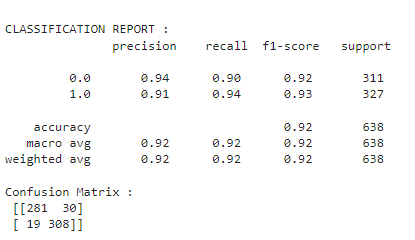 CLASSIFICATION REPORT :
precision recall f1-score support
0.0 0.94 0.90 0.92 311
1.0 0.91 0.94 0.93 327
accuracy 0.92 638
macro avg 0.92 0.92 0.92 638
weighted avg 0.92 0.92 0.92 638
Confusion Matrix :
[[281 30]
[ 19 308]]